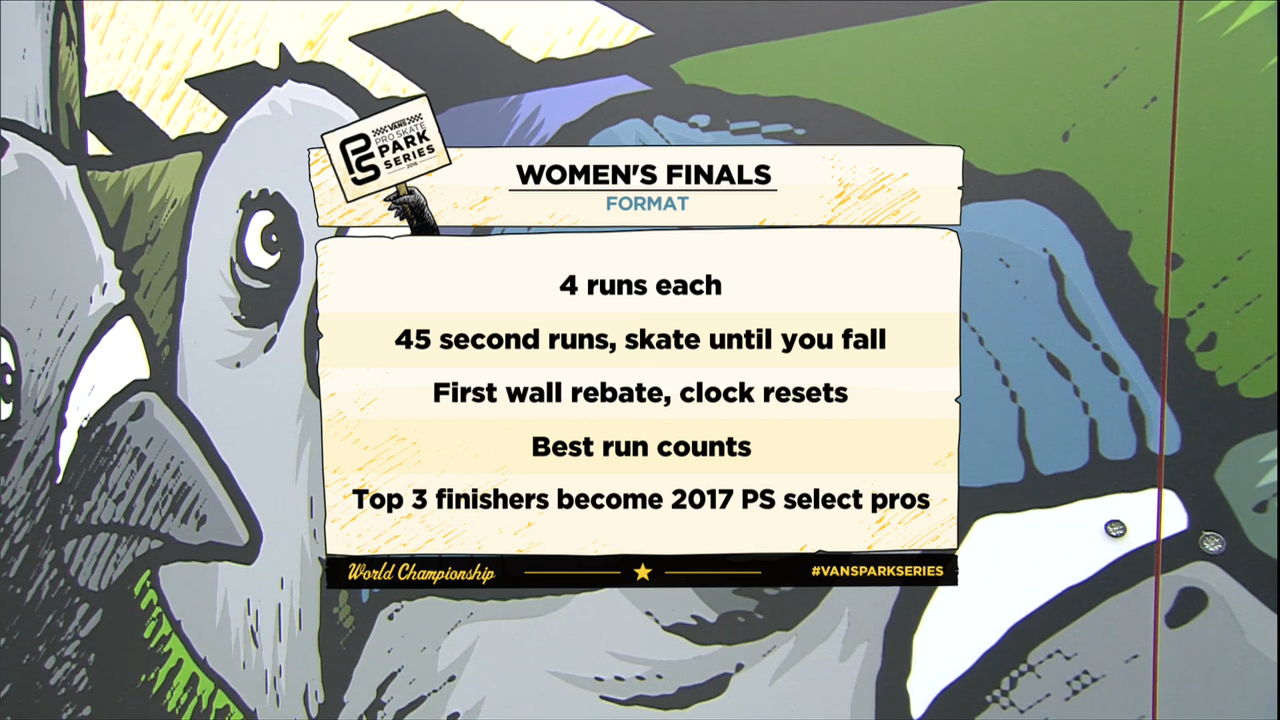 VANS
PRO SKATE
PARK
SERIES
2016
PS
WOMEN'S FINALS
FORMAT
4 runs each
45 second runs, skate until you fall
First wall rebate, clock resets
Best run counts
Top 3 finishers become 2017 PS select pros
World Championship
#VANSPARKSERIES